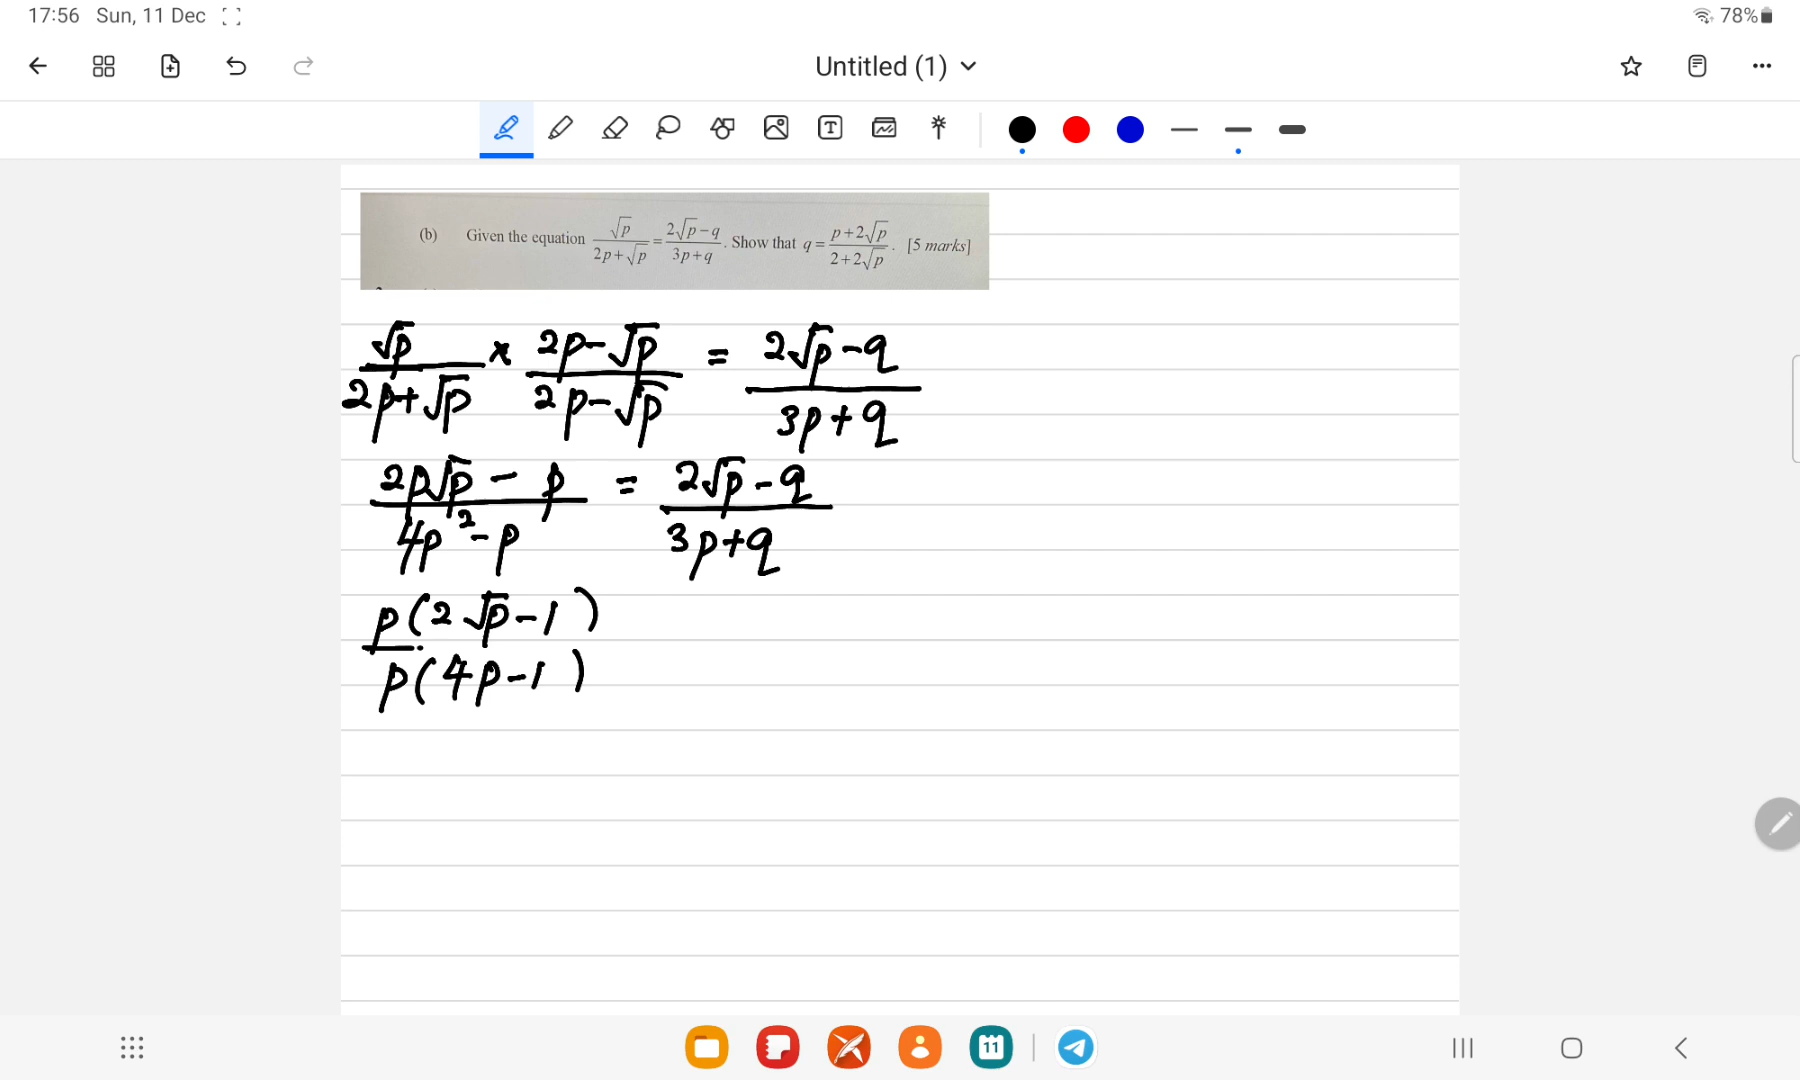 17:56 Sun, 11 Dec
78%
Untitled (1)
(b) Given the equation √p/(2p+√p) = (2√p−q)/(3p+q). Show that q = (p+2√p)/(2+2√p). [5 marks]
√p/(2p+√p) × (2p−√p)/(2p−√p) = (2√p−q)/(3p+q)
(2p√p − p)/(4p²−p) = (2√p−q)/(3p+q)
p(2√p−1)
p(4p−1)
11